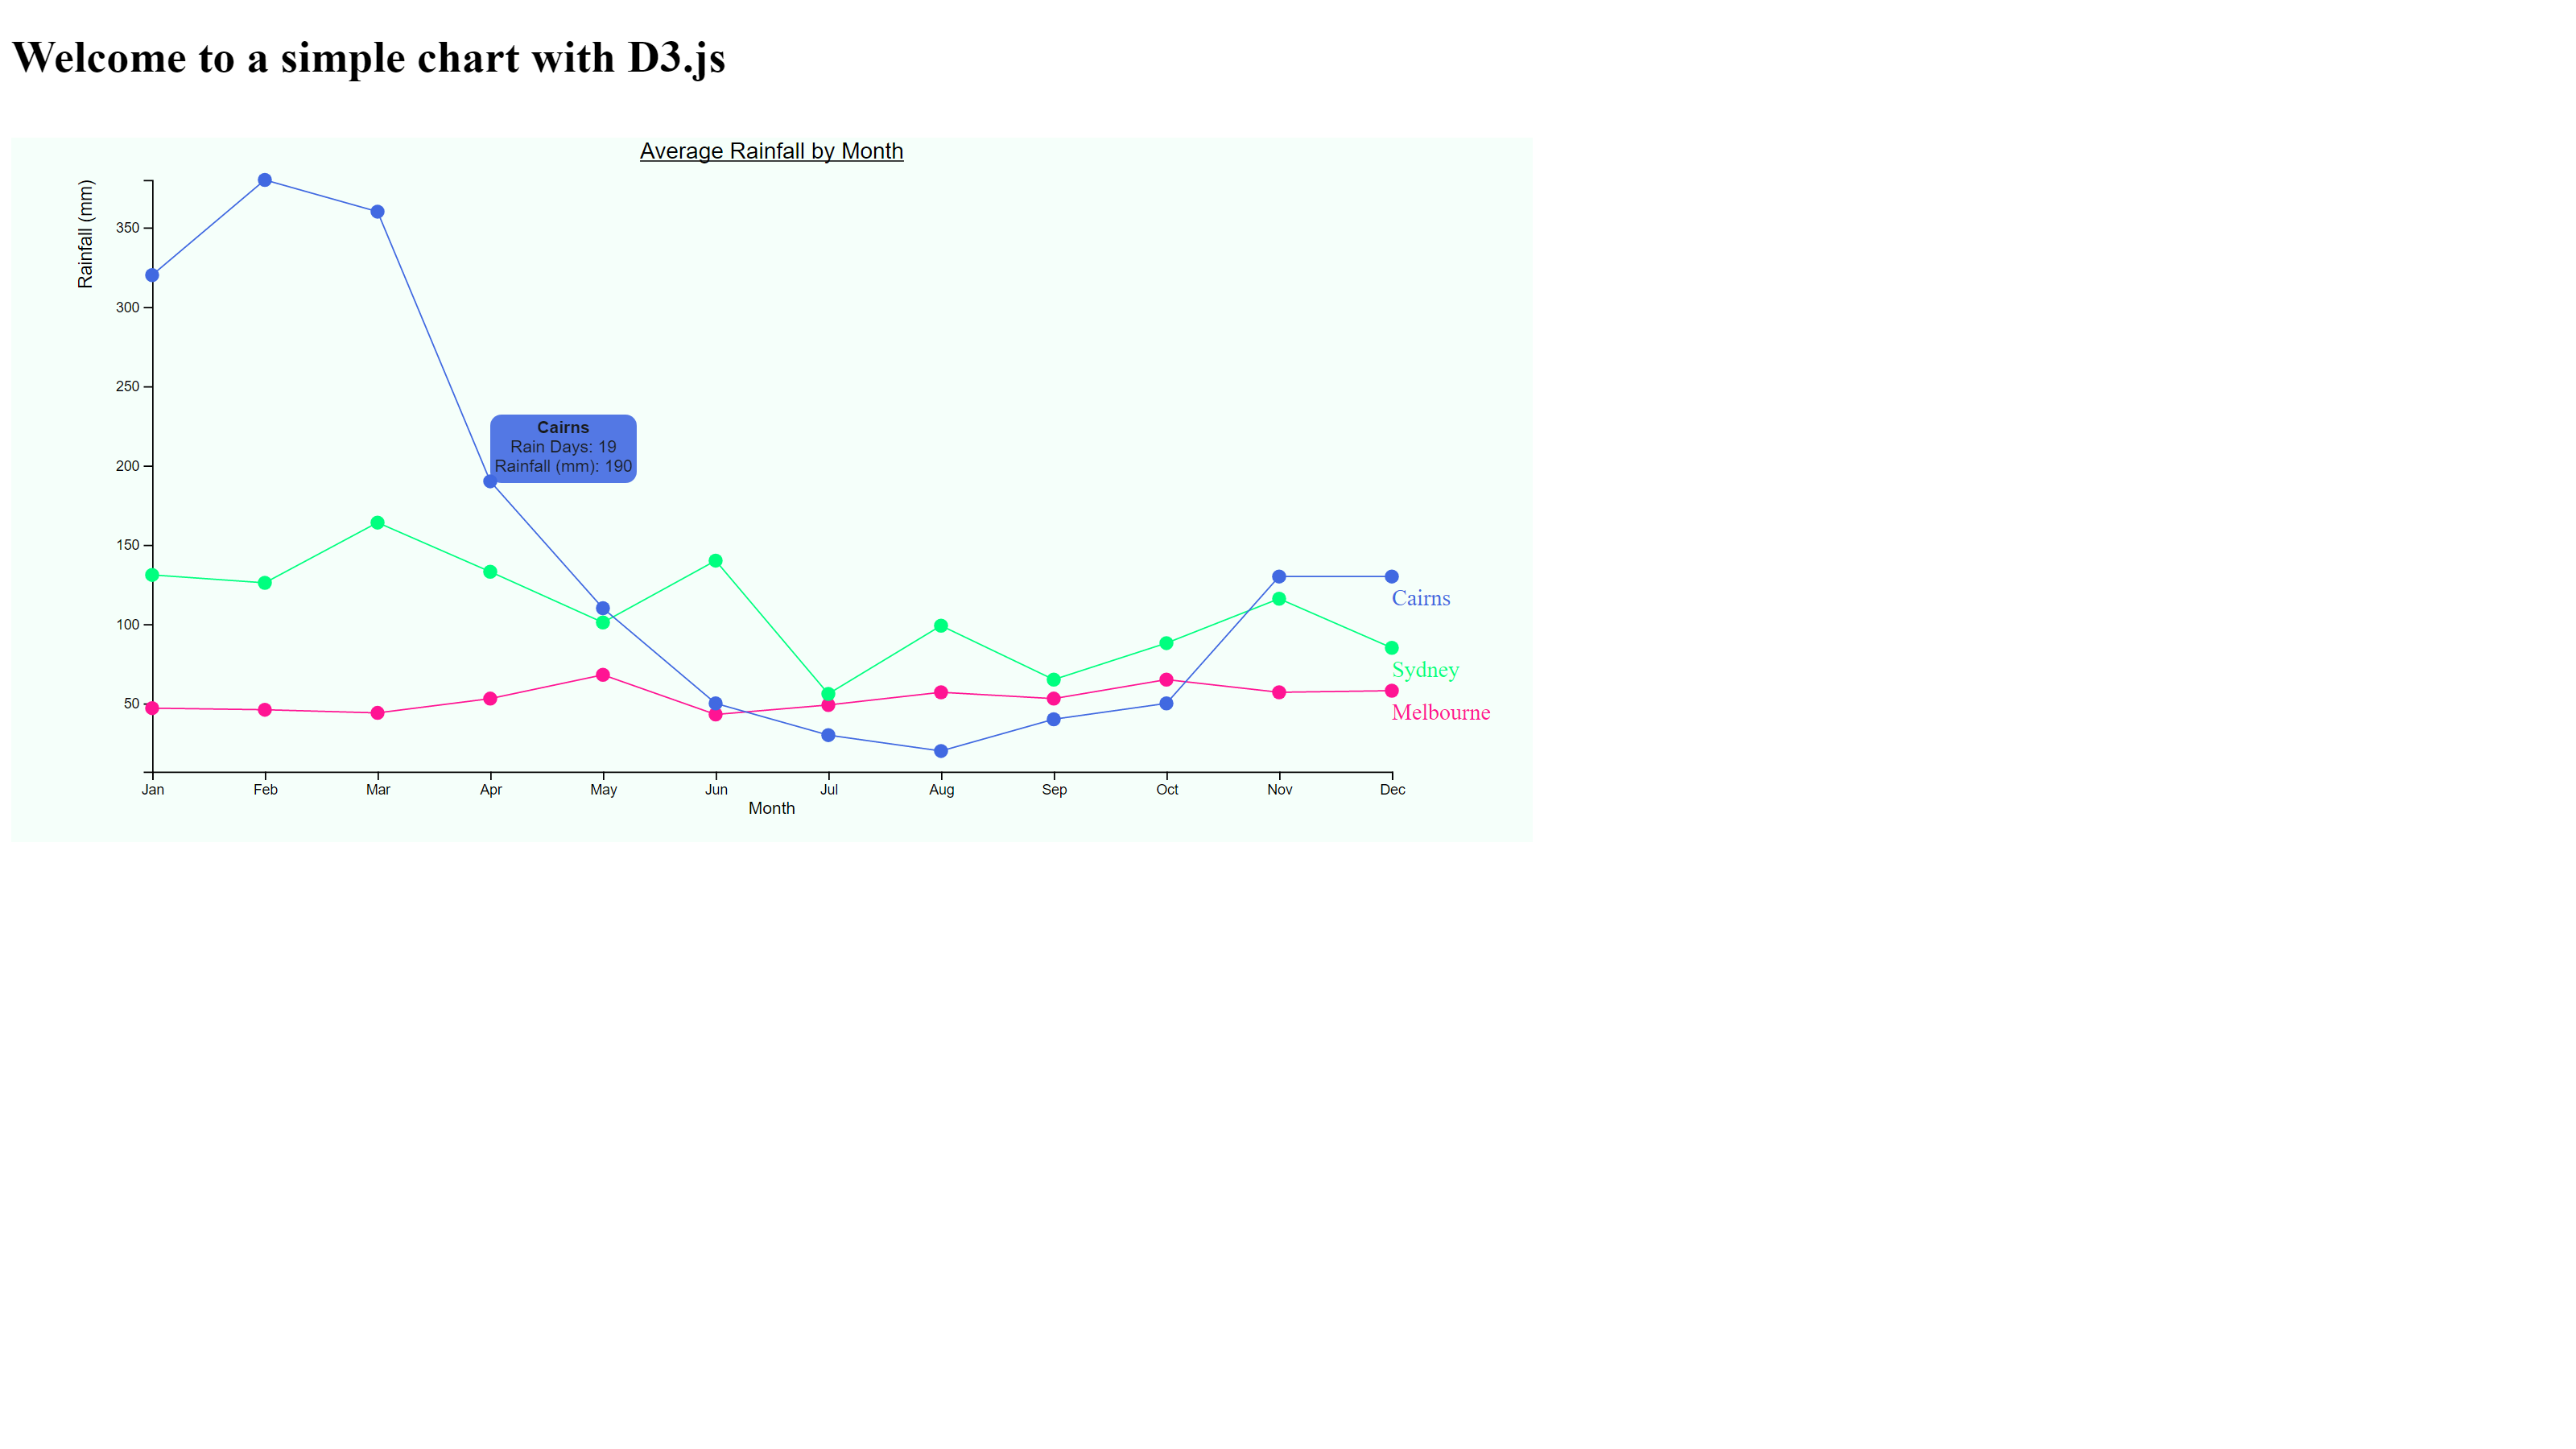 Welcome to a simple chart with D3.js
Average Rainfall by Month
Rainfall (mm)
350
300
250
200
150
100
50
Cairns
Rain Days: 19
Rainfall (mm): 190
Cairns
Sydney
Melbourne
Jan Feb Mar Apr May Jun Jul Aug Sep Oct Nov Dec
Month